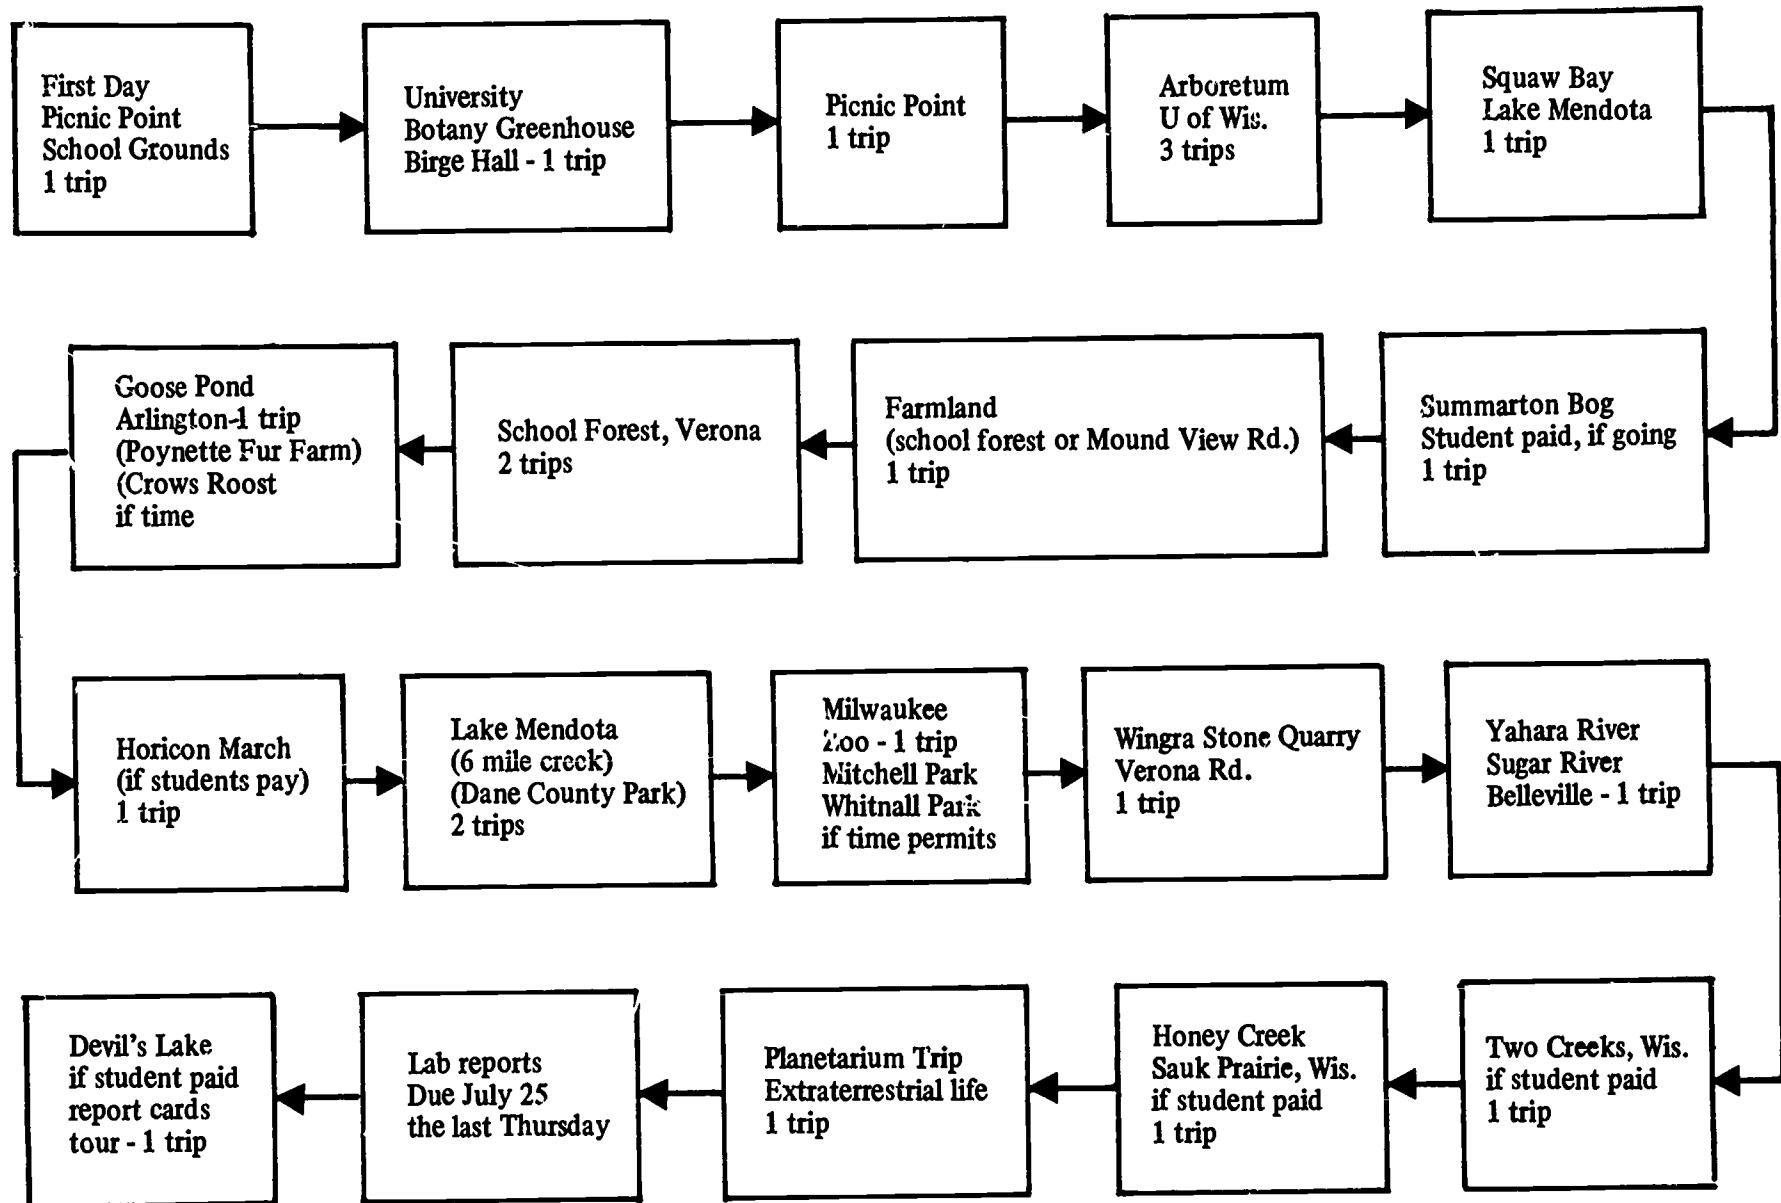 First Day
Picnic Point
School Grounds
1 trip
University
Botany Greenhouse
Birge Hall - 1 trip
Picnic Point
1 trip
Arboretum
U of Wis.
3 trips
Squaw Bay
Lake Mendota
1 trip
Goose Pond
Arlington-1 trip
(Poynette Fur Farm)
(Crows Roost
if time
School Forest, Verona
2 trips
Farmland
(school forest or Mound View Rd.)
1 trip
Summarton Bog
Student paid, if going
1 trip
Horicon March
(if students pay)
1 trip
Lake Mendota
(6 mile creek)
(Dane County Park)
2 trips
Milwaukee
Zoo - 1 trip
Mitchell Park
Whitnall Park
if time permits
Wingra Stone Quarry
Verona Rd.
1 trip
Yahara River
Sugar River
Belleville - 1 trip
Devil's Lake
if student paid
report cards
tour - 1 trip
Lab reports
Due July 25
the last Thursday
Planetarium Trip
Extraterrestrial life
1 trip
Honey Creek
Sauk Prairie, Wis.
if student paid
1 trip
Two Creeks, Wis.
if student paid
1 trip